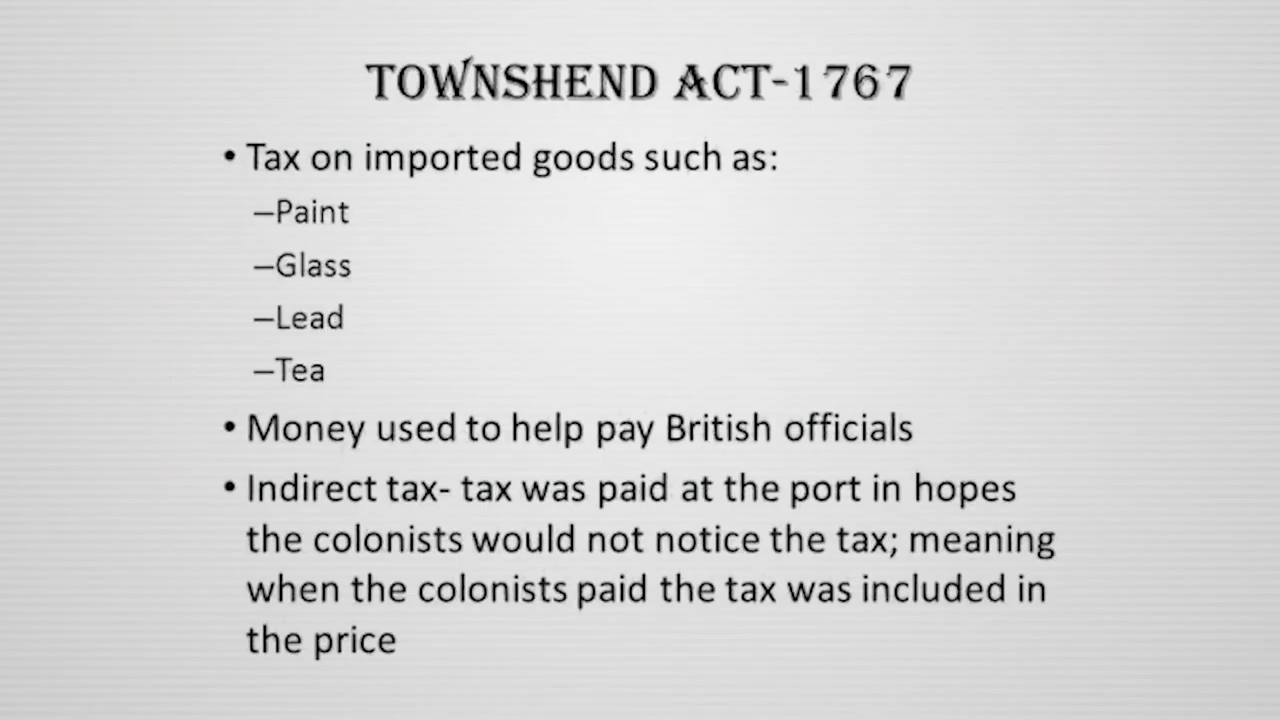 TOWNSHEND ACT-1767
• Tax on imported goods such as:
–Paint
–Glass
–Lead
–Tea
• Money used to help pay British officials
• Indirect tax- tax was paid at the port in hopes
the colonists would not notice the tax; meaning
when the colonists paid the tax was included in
the price